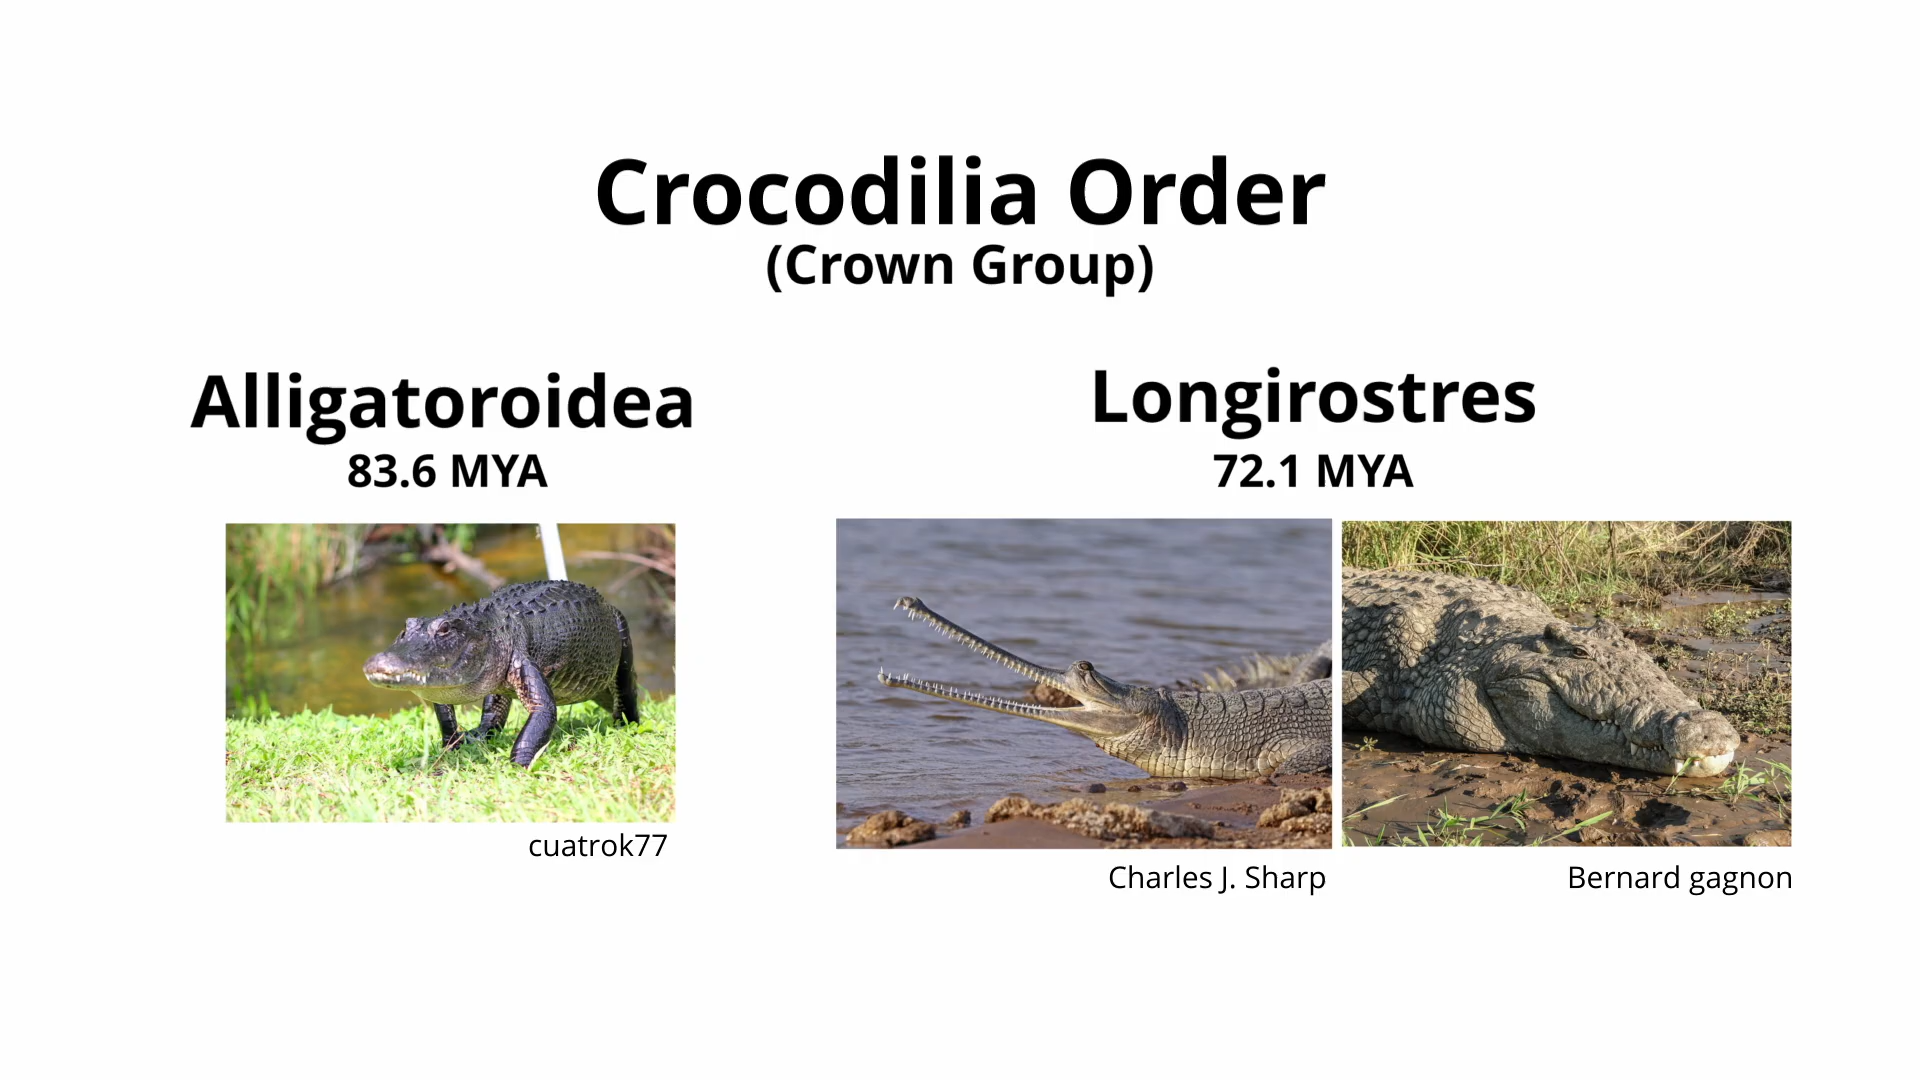 Crocodilia Order
(Crown Group)
Alligatoroidea
83.6 MYA
cuatrok77
Longirostres
72.1 MYA
Charles J. Sharp
Bernard gagnon